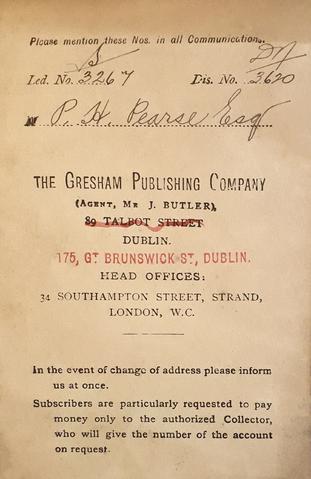 Please mention these Nos. in all Communications.
S DN
Led. No. 3267 Dis. No. 3620
P. H. Pearse Esq
THE GRESHAM PUBLISHING COMPANY
(AGENT, MR J. BUTLER),
89 TALBOT STREET
DUBLIN.
175, GT BRUNSWICK ST, DUBLIN.
HEAD OFFICES:
34 SOUTHAMPTON STREET, STRAND,
LONDON, W.C.
In the event of change of address please inform
us at once.
Subscribers are particularly requested to pay
money only to the authorized Collector,
who will give the number of the account
on request.